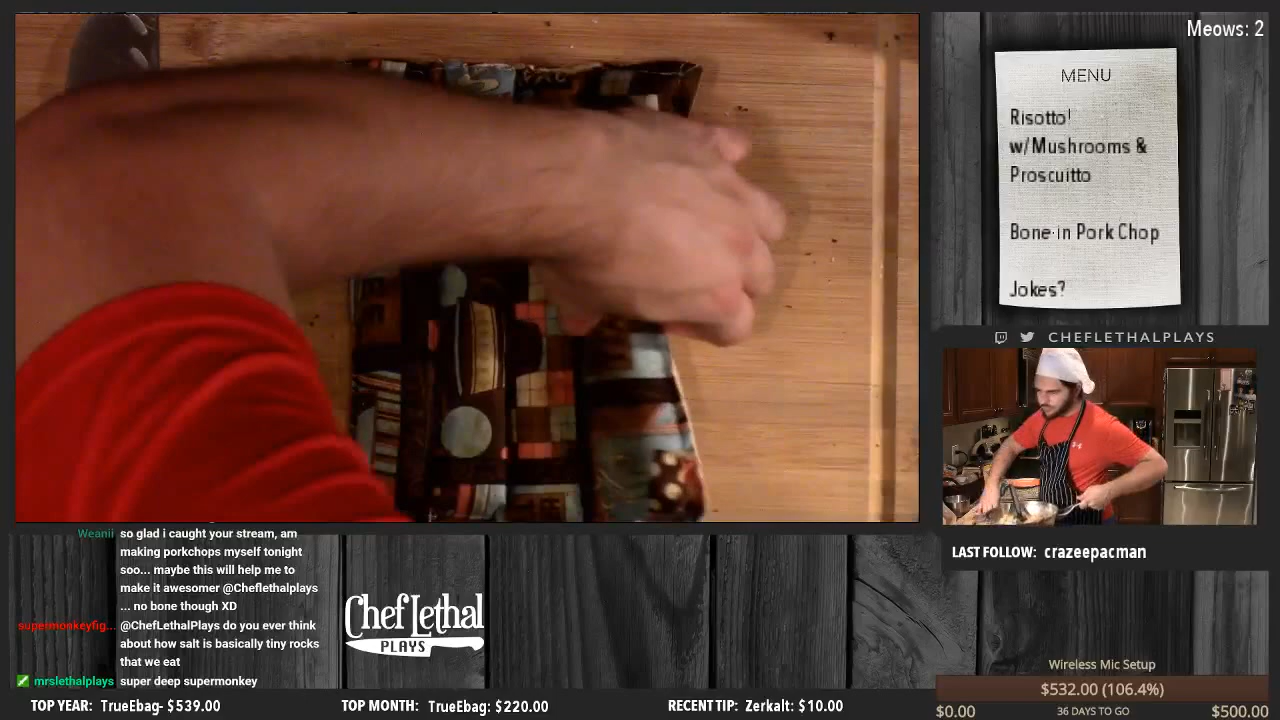 Meows: 2
MENU
Risotto!
w/Mushrooms &
Proscuitto
Bone-in Pork Chop
Jokes?
CHEFLETHALPLAYS
Weanii so glad i caught your stream, am
making porkchops myself tonight
soo... maybe this will help me to
make it awesomer @Cheflethalplays
... no bone though XD
supermonkeyfig... @ChefLethalPlays do you ever think
about how salt is basically tiny rocks
that we eat
mrslethalplays super deep supermonkey
Chef Lethal
PLAYS
LAST FOLLOW: crazeepacman
Wireless Mic Setup
$532.00 (106.4%)
$0.00 36 DAYS TO GO $500.00
TOP YEAR: TrueEbag- $539.00 TOP MONTH: TrueEbag: $220.00 RECENT TIP: Zerkalt: $10.00